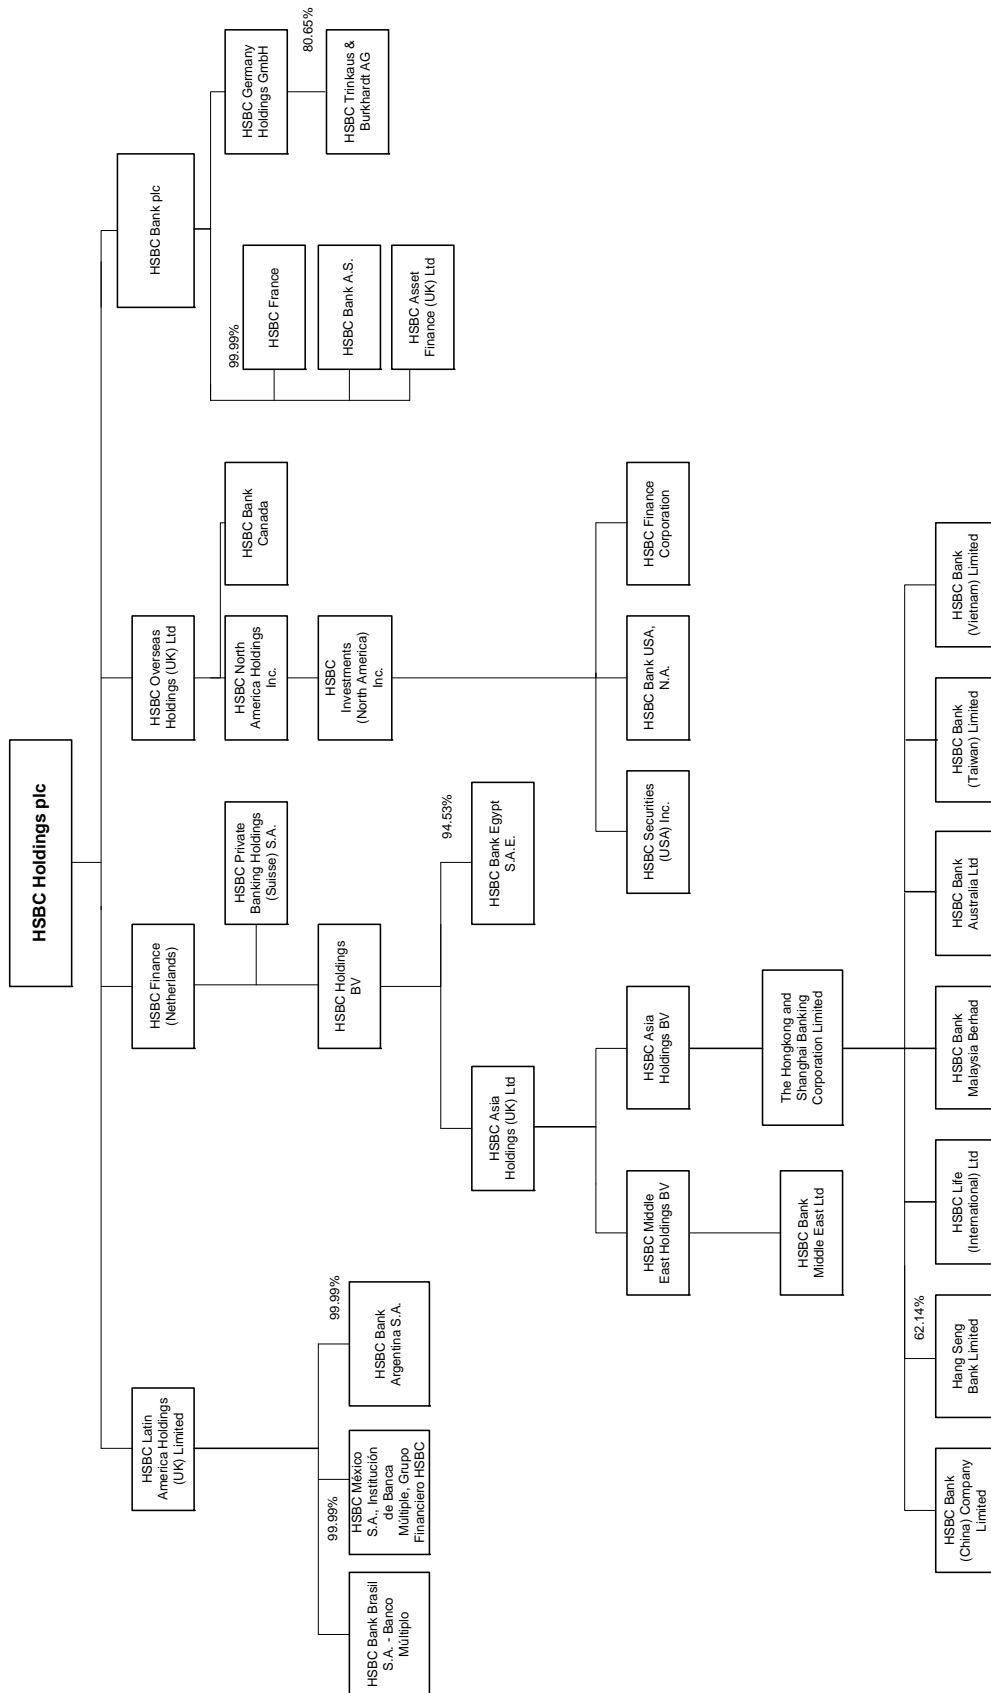 HSBC Holdings plc
HSBC Latin
America Holdings
(UK) Limited
HSBC Finance
(Netherlands)
HSBC Overseas
Holdings (UK) Ltd
HSBC Bank plc
HSBC Private
Banking Holdings
(Suisse) S.A.
HSBC North
America Holdings
Inc.
HSBC Bank
Canada
99.99%
HSBC France
HSBC Bank A.S.
HSBC Asset
Finance (UK) Ltd
HSBC Germany
Holdings GmbH
80.65%
HSBC Trinkaus &
Burkhardt AG
HSBC Bank Brasil
S.A. - Banco
Múltiplo
99.99%
HSBC México
S.A., Institución
de Banca
Múltiple, Grupo
Financiero HSBC
99.99%
HSBC Bank
Argentina S.A.
HSBC Holdings
BV
HSBC
Investments
(North America)
Inc.
HSBC Asia
Holdings (UK) Ltd
94.53%
HSBC Bank Egypt
S.A.E.
HSBC Middle
East Holdings BV
HSBC Asia
Holdings BV
HSBC Securities
(USA) Inc.
HSBC Bank USA,
N.A.
HSBC Finance
Corporation
HSBC Bank
Middle East Ltd
The Hongkong and
Shanghai Banking
Corporation Limited
HSBC Bank
(China) Company
Limited
62.14%
Hang Seng
Bank Limited
HSBC Life
(International) Ltd
HSBC Bank
Malaysia Berhad
HSBC Bank
Australia Ltd
HSBC Bank
(Taiwan) Limited
HSBC Bank
(Vietnam) Limited